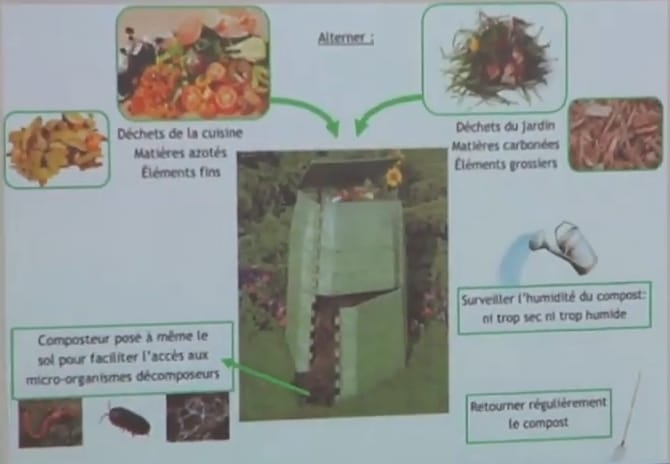 Alterner :
Déchets de la cuisine
Matières azotés
Éléments fins
Déchets du jardin
Matières carbonées
Éléments grossiers
Surveiller l'humidité du compost:
ni trop sec ni trop humide
Composteur posé à même le
sol pour faciliter l'accès aux
micro-organismes décomposeurs
Retourner régulièrement
le compost